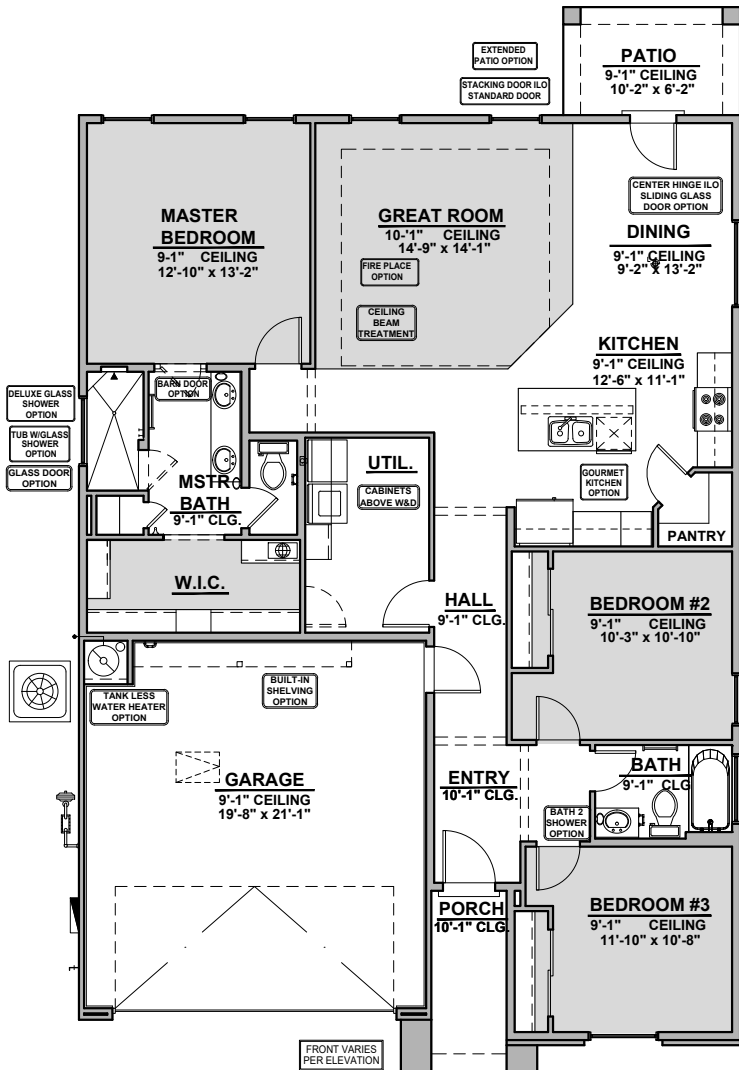 EXTENDED
PATIO OPTION
STACKING DOOR ILO
STANDARD DOOR
PATIO
9-'1" CEILING
10'-2" x 6'-2"
CENTER HINGE ILO
SLIDING GLASS
DOOR OPTION
MASTER
BEDROOM
9-1" CEILING
12'-10" x 13'-2"
GREAT ROOM
10-'1" CEILING
14'-9" x 14'-1"
FIRE PLACE
OPTION
CEILING
BEAM
TREATMENT
DINING
9'-1" CEILING
9'-2" x 13'-2"
KITCHEN
9'-1" CEILING
12'-6" x 11'-1"
DELUXE GLASS
SHOWER
OPTION
TUB W/GLASS
SHOWER
OPTION
GLASS DOOR
OPTION
BARN DOOR
OPTION
MSTR
BATH
9'-1" CLG.
UTIL.
CABINETS
ABOVE W&D
GOURMET
KITCHEN
OPTION
PANTRY
W.I.C.
HALL
9'-1" CLG.
BEDROOM #2
9'-1" CEILING
10'-3" x 10'-10"
TANK LESS
WATER HEATER
OPTION
BUILT-IN
SHELVING
OPTION
GARAGE
9'-1" CEILING
19'-8" x 21'-1"
ENTRY
10'-1" CLG.
BATH
9'-1" CLG
BATH 2
SHOWER
OPTION
PORCH
10'-1" CLG.
BEDROOM #3
9'-1" CEILING
11'-10" x 10'-8"
FRONT VARIES
PER ELEVATION